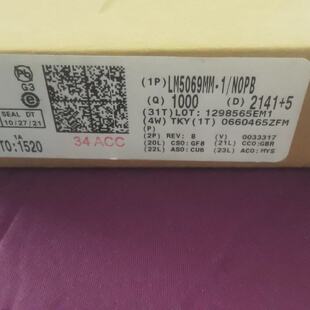 Pb
G3
e
SEAL DT
10/27/21
1A
TO:1520
34 ACC
(1P) LM5069MM-1/NOPB
(Q) 1000 (D) 2141+5
(31T)LOT: 1298565EM1
(4W) TKY(1T) 0660465ZFM
(P)
(2P) REV: B (V) 0033317
(20L) CSO:GF8 (21L) CCO:GBR
(22L) ASO:CU6 (23L) ACO:MYS